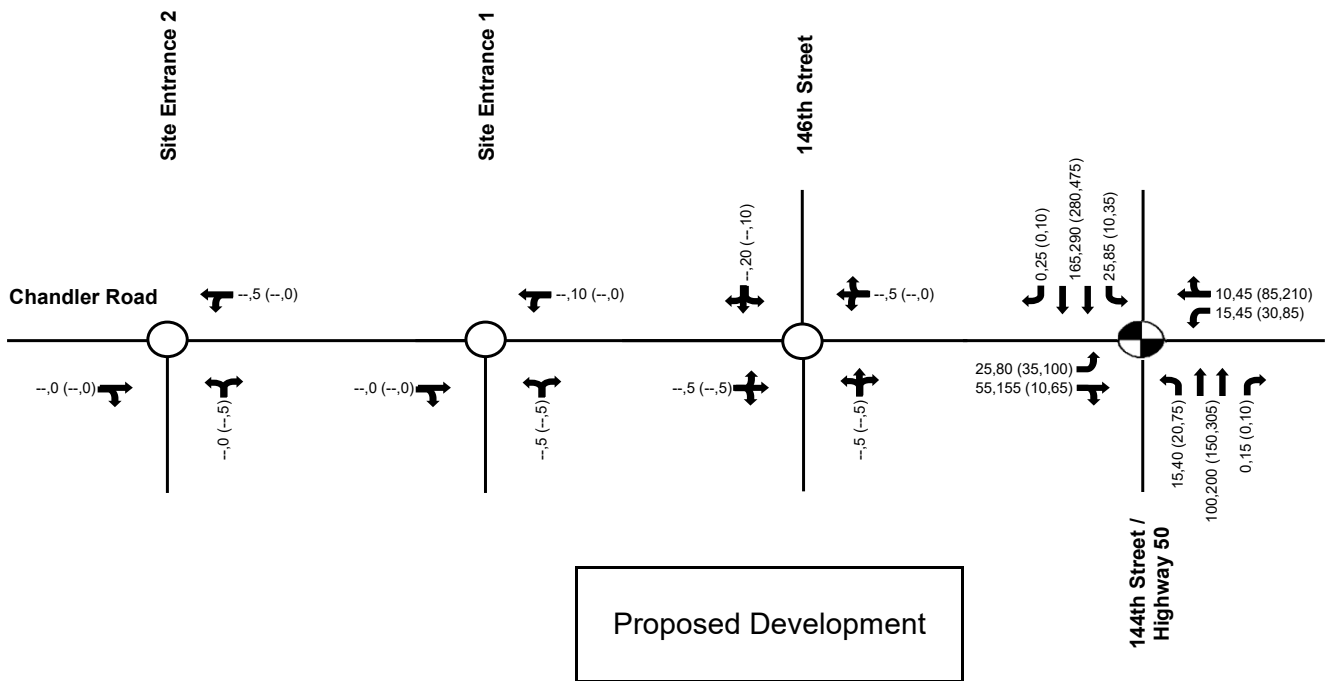 Site Entrance 2
Site Entrance 1
146th Street
Chandler Road
--,5 (--,0)
--,0 (--,0)
--,0 (--,5)
--,10 (--,0)
--,0 (--,0)
--,5 (--,5)
--,20 (--,10)
--,5 (--,0)
--,5 (--,5)
--,5 (--,5)
0,25 (0,10)
165,290 (280,475)
25,85 (10,35)
10,45 (85,210)
15,45 (30,85)
25,80 (35,100)
55,155 (10,65)
15,40 (20,75)
100,200 (150,305)
0,15 (0,10)
144th Street /
Highway 50
Proposed Development